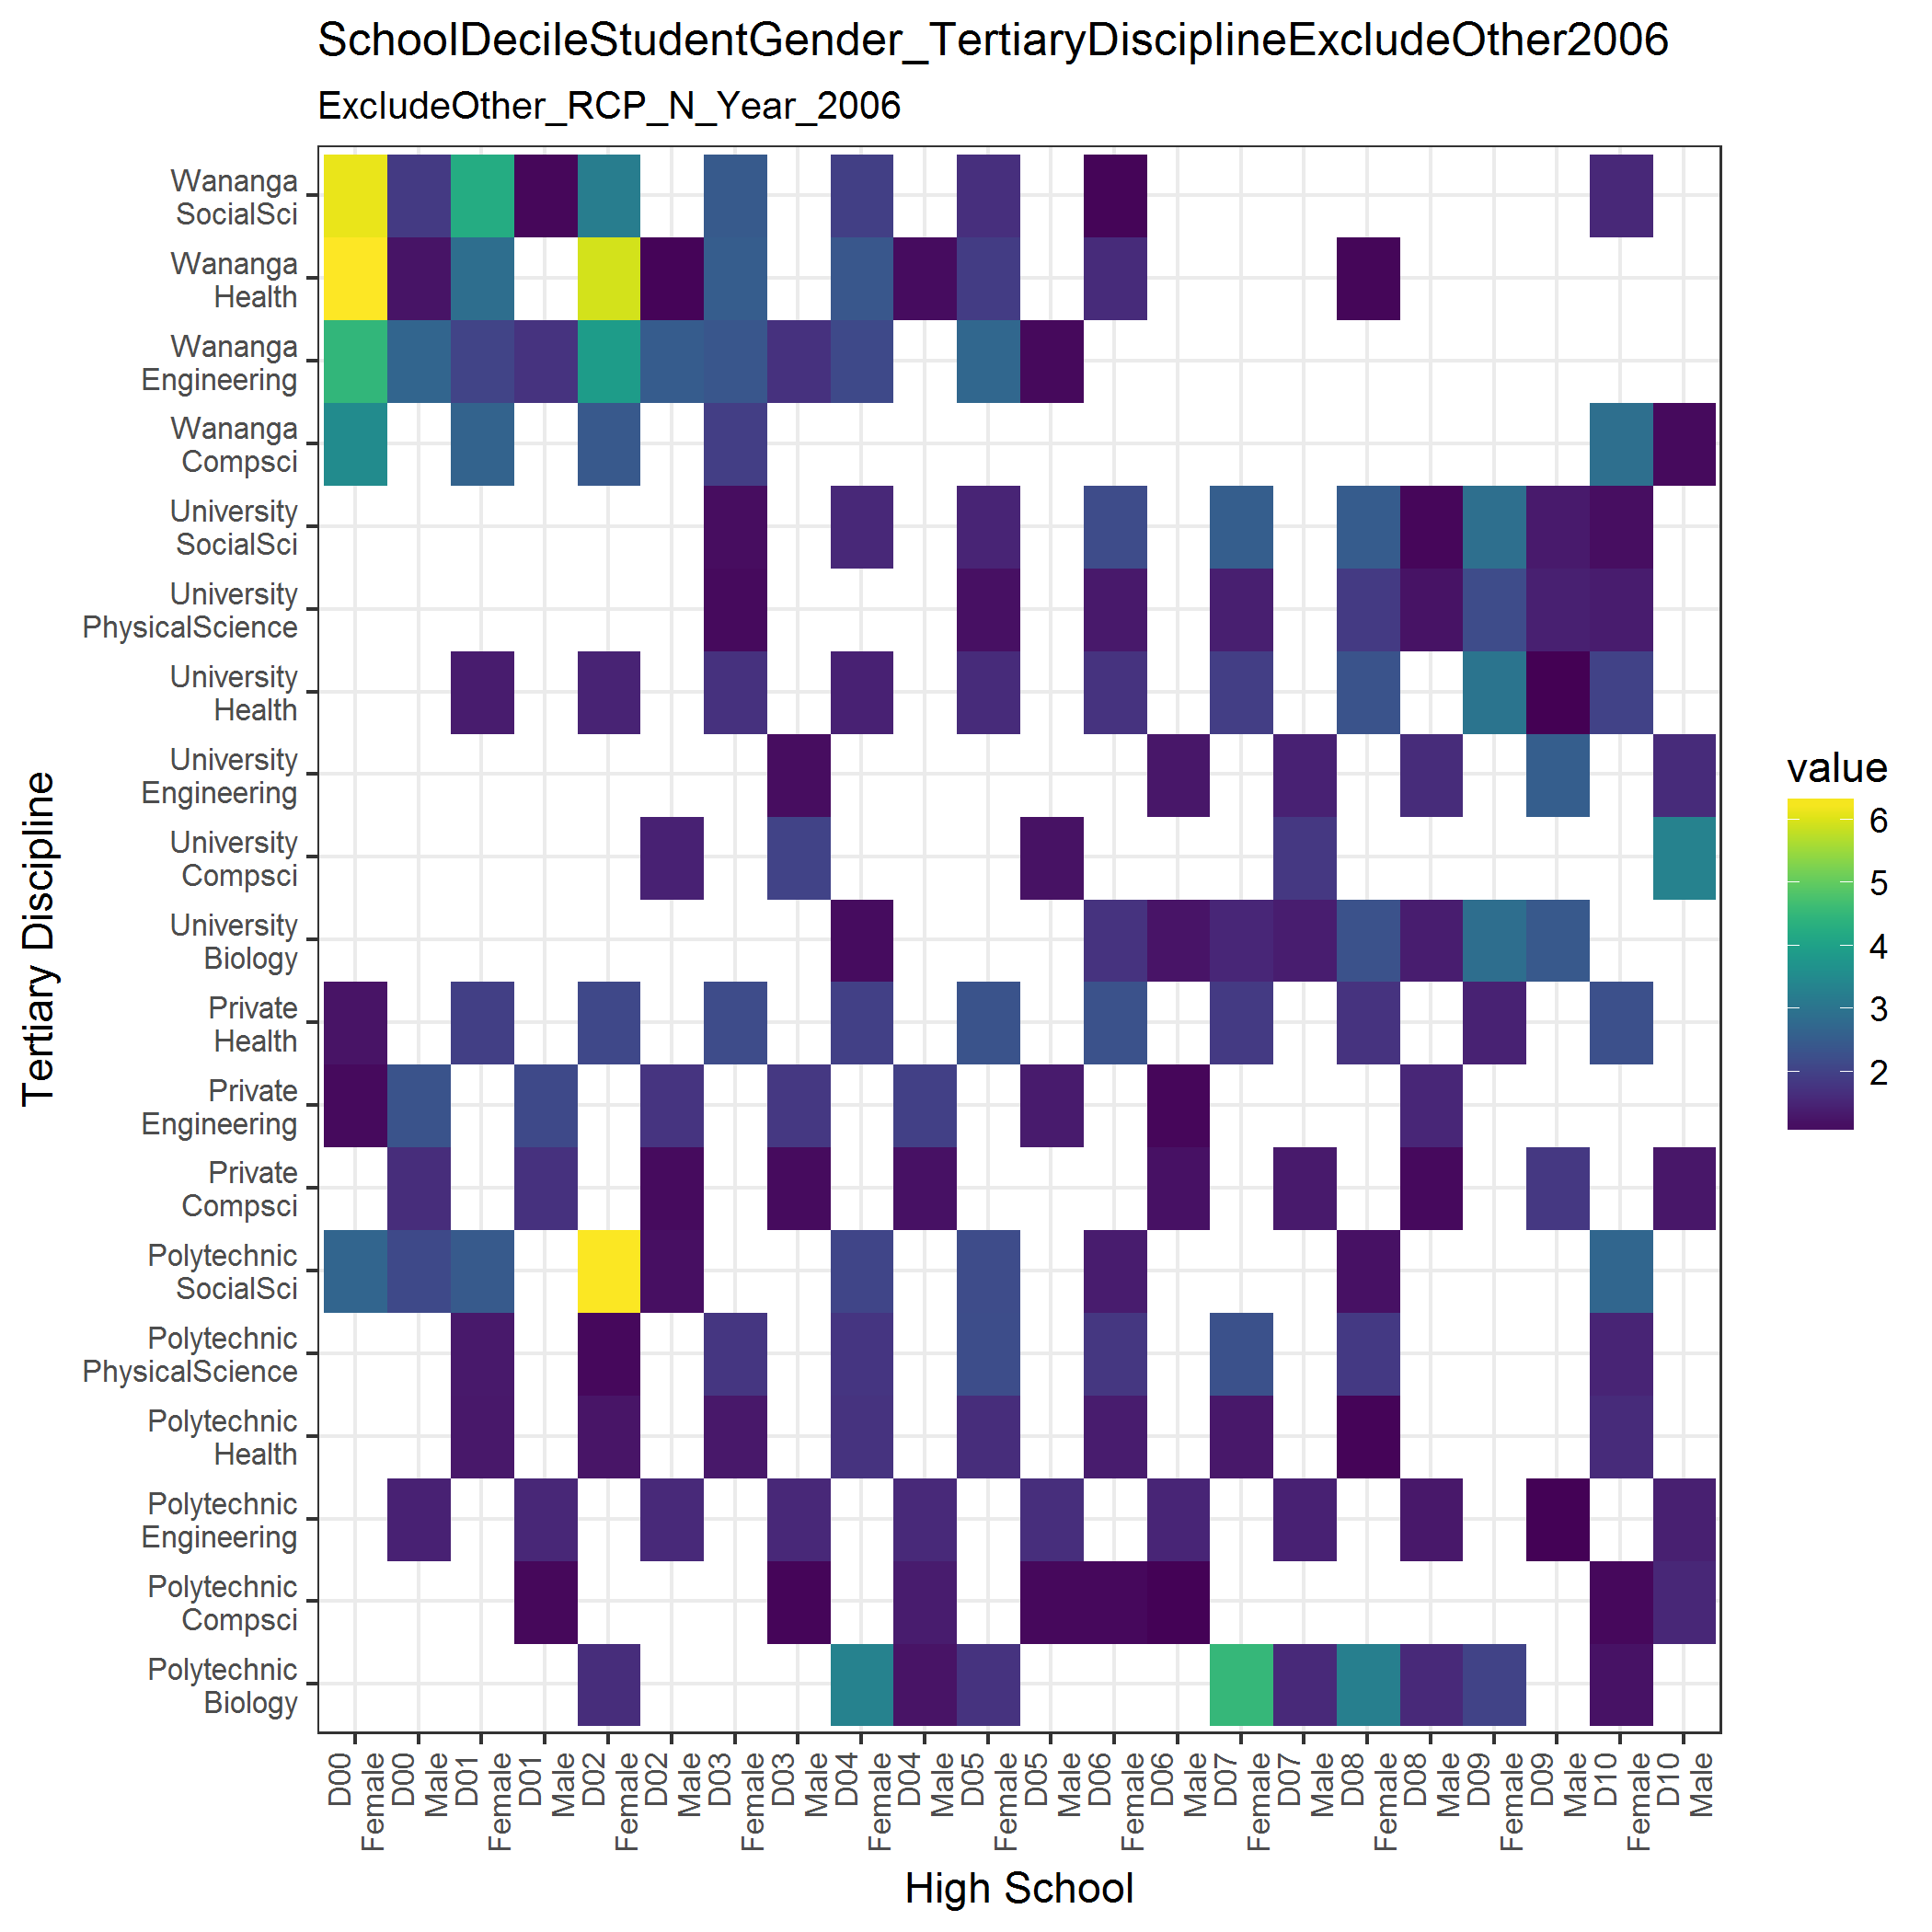 SchoolDecileStudentGender_TertiaryDisciplineExcludeOther2006
ExcludeOther_RCP_N_Year_2006
Tertiary Discipline
Wananga
SocialSci
Wananga
Health
Wananga
Engineering
Wananga
Compsci
University
SocialSci
University
PhysicalScience
University
Health
University
Engineering
University
Compsci
University
Biology
Private
Health
Private
Engineering
Private
Compsci
Polytechnic
SocialSci
Polytechnic
PhysicalScience
Polytechnic
Health
Polytechnic
Engineering
Polytechnic
Compsci
Polytechnic
Biology
D00
Female
D00
Male
D01
Female
D01
Male
D02
Female
D02
Male
D03
Female
D03
Male
D04
Female
D04
Male
D05
Female
D05
Male
D06
Female
D06
Male
D07
Female
D07
Male
D08
Female
D08
Male
D09
Female
D09
Male
D10
Female
D10
Male
High School
value
6
5
4
3
2